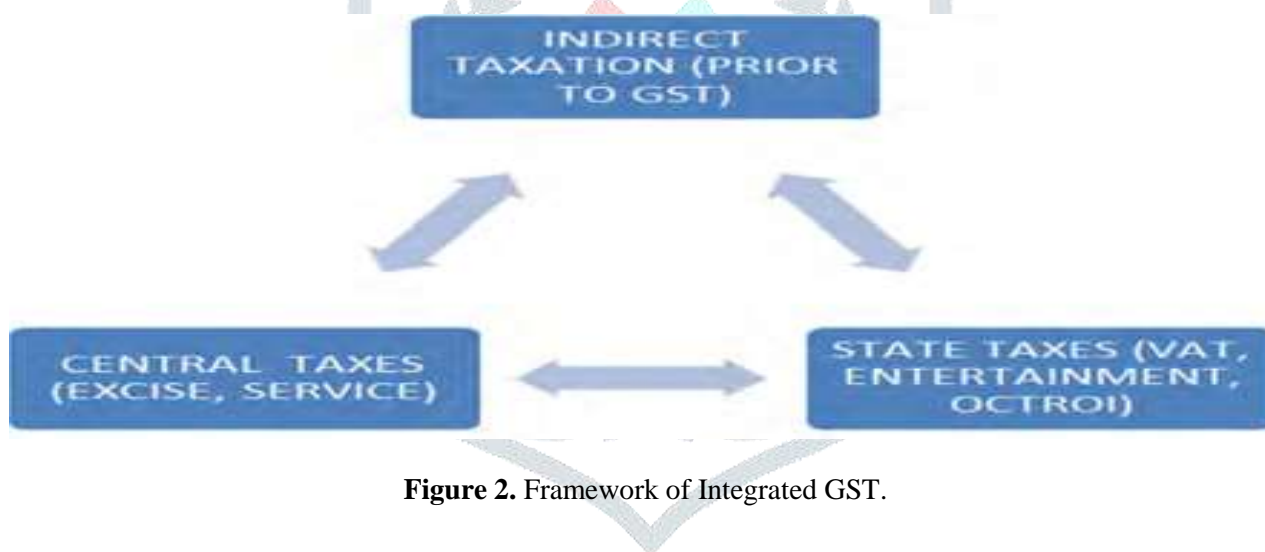 INDIRECT
TAXATION (PRIOR
TO GST)
CENTRAL TAXES
(EXCISE, SERVICE)
STATE TAXES (VAT,
ENTERTAINMENT,
OCTROI)
Figure 2. Framework of Integrated GST.